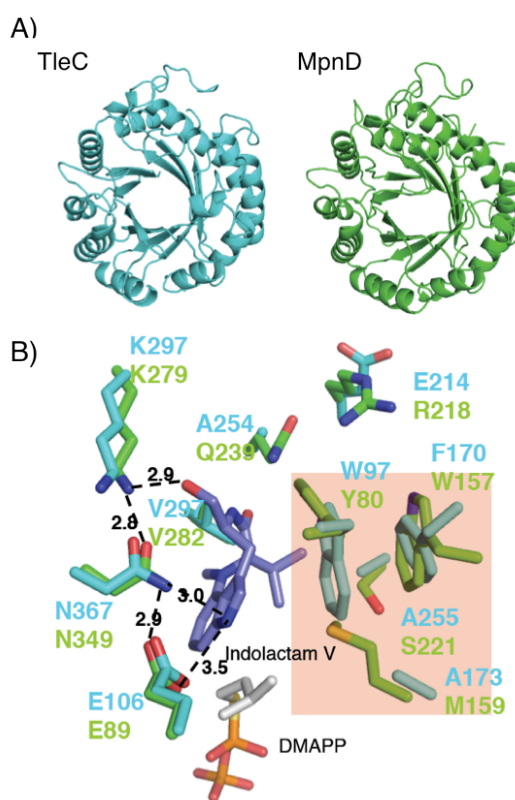 A)
TleC
MpnD
B)
K297
K279
E214
R218
A254
Q239
W97
Y80
F170
W157
2.9
V297
V282
2.8
N367
N349
3.0
2.9
A255
S221
3.5
Indolactam V
E106
E89
A173
M159
DMAPP